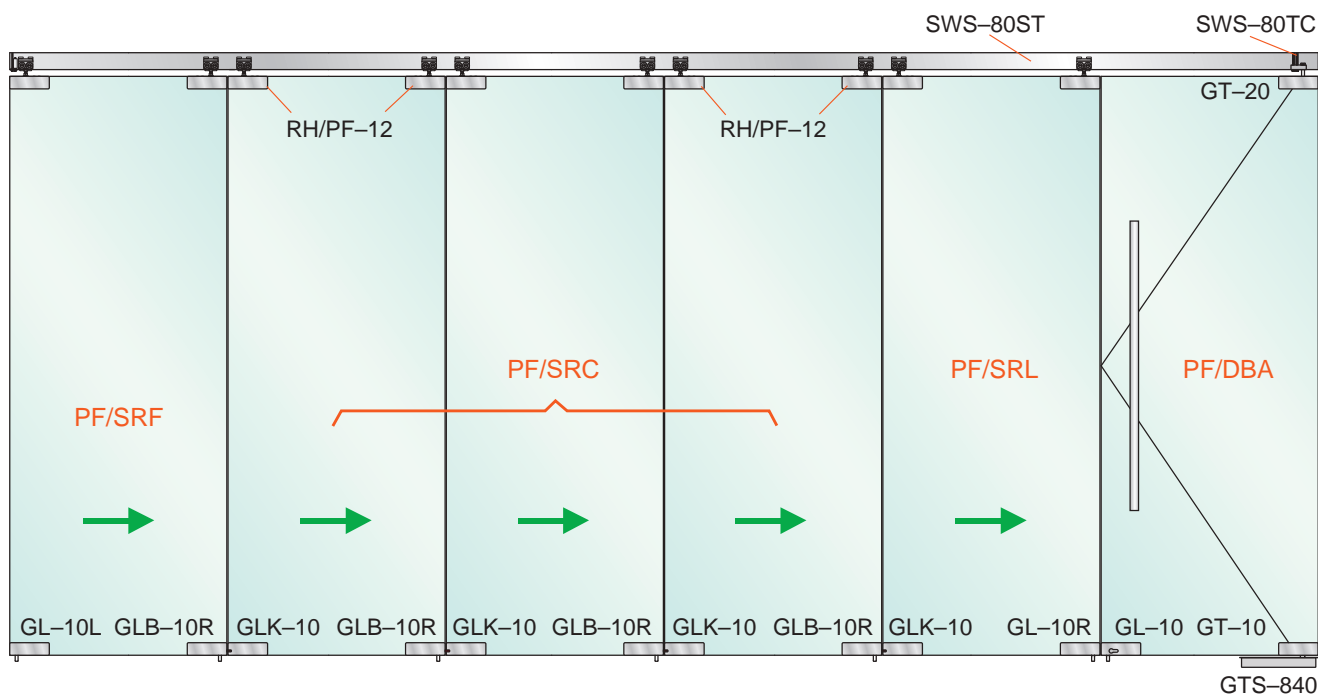 SWS–80ST SWS–80TC
GT–20
RH/PF–12 RH/PF–12
PF/SRC PF/SRL PF/DBA
PF/SRF
GL–10L GLB–10R GLK–10 GLB–10R GLK–10 GLB–10R GLK–10 GLB–10R GLK–10 GL–10R GL–10 GT–10
GTS–840